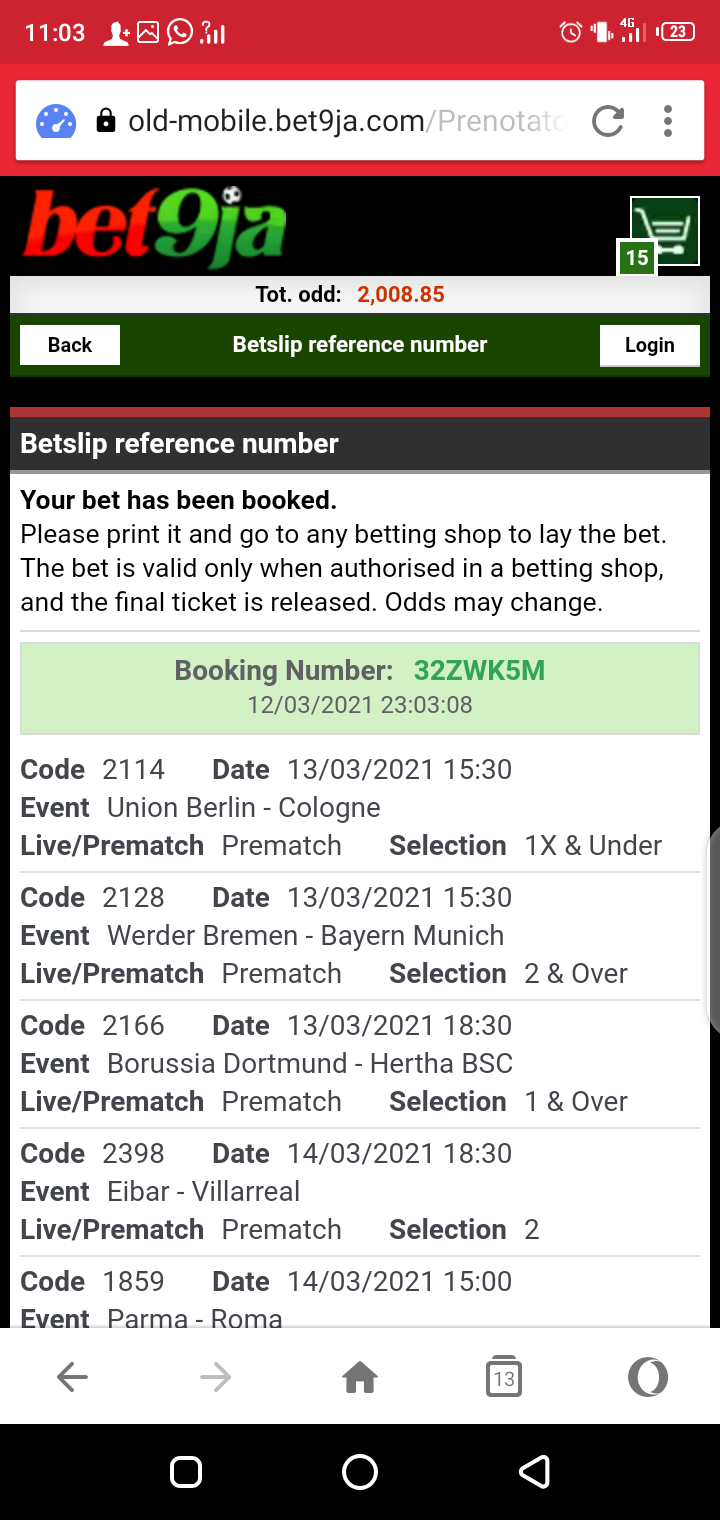 11:03 ? 4G 23
old-mobile.bet9ja.com/Prenotato
bet9ja
15
Tot. odd: 2,008.85
Back Betslip reference number Login
Betslip reference number
Your bet has been booked.
Please print it and go to any betting shop to lay the bet.
The bet is valid only when authorised in a betting shop,
and the final ticket is released. Odds may change.
Booking Number: 32ZWK5M
12/03/2021 23:03:08
Code 2114 Date 13/03/2021 15:30
Event Union Berlin - Cologne
Live/Prematch Prematch Selection 1X & Under
Code 2128 Date 13/03/2021 15:30
Event Werder Bremen - Bayern Munich
Live/Prematch Prematch Selection 2 & Over
Code 2166 Date 13/03/2021 18:30
Event Borussia Dortmund - Hertha BSC
Live/Prematch Prematch Selection 1 & Over
Code 2398 Date 14/03/2021 18:30
Event Eibar - Villarreal
Live/Prematch Prematch Selection 2
Code 1859 Date 14/03/2021 15:00
Event Parma - Roma
13